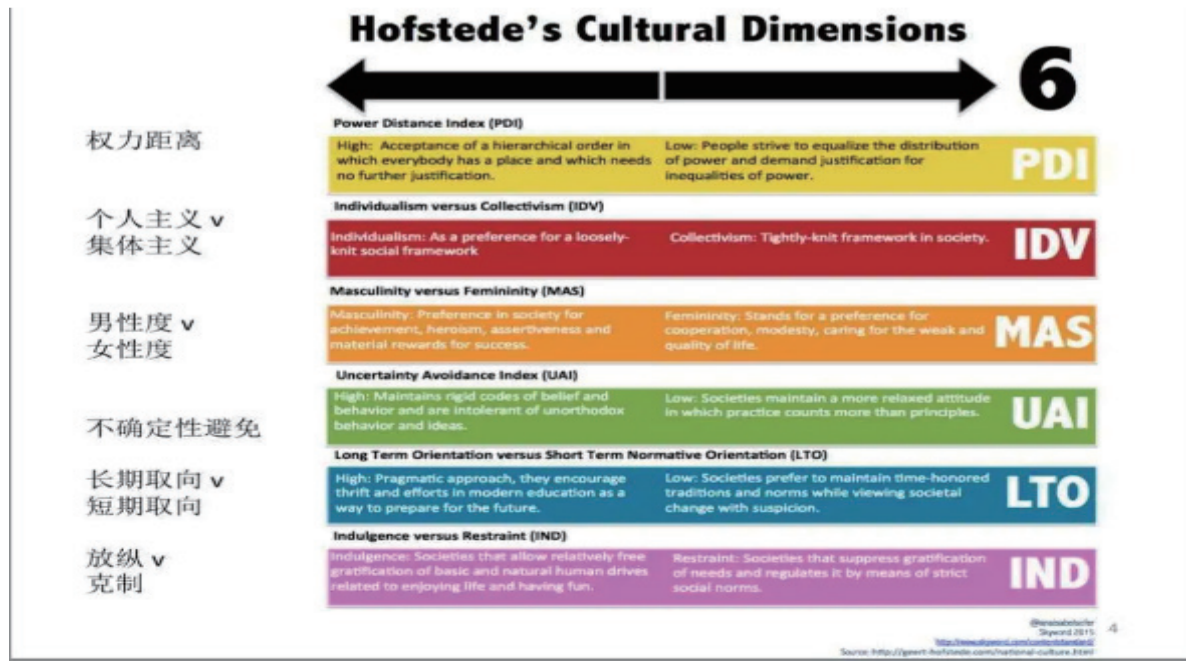 Hofstede's Cultural Dimensions
6
权力距离
Power Distance Index (PDI)
High: Acceptance of a hierarchical order in
which everybody has a place and which needs
no further justification.
Low: People strive to equalize the distribution
of power and demand justification for
inequalities of power.
PDI
个人主义 v
集体主义
Individualism versus Collectivism (IDV)
Individualism: As a preference for a loosely-
knit social framework
Collectivism: Tightly-knit framework in society.
IDV
男性度 v
女性度
Masculinity versus Femininity (MAS)
Masculinity: Preference in society for
achievement, heroism, assertiveness and
material rewards for success.
Femininity: Stands for a preference for
cooperation, modesty, caring for the weak and
quality of life.
MAS
不确定性避免
Uncertainty Avoidance Index (UAI)
High: Maintains rigid codes of belief and
behavior and are intolerant of unorthodox
behavior and ideas.
Low: Societies maintain a more relaxed attitude
in which practice counts more than principles.
UAI
长期取向 v
短期取向
Long Term Orientation versus Short Term Normative Orientation (LTO)
High: Pragmatic approach, they encourage
thrift and efforts in modern education as a
way to prepare for the future.
Low: Societies prefer to maintain time-honored
traditions and norms while viewing societal
change with suspicion.
LTO
放纵 v
克制
Indulgence versus Restraint (IND)
Indulgence: Societies that allow relatively free
gratification of basic and natural human drives
related to enjoying life and having fun.
Restraint: Societies that suppress gratification
of needs and regulates it by means of strict
social norms.
IND
Skyword 2015
Source: http://geert-hofstede.com/national-culture.html
4